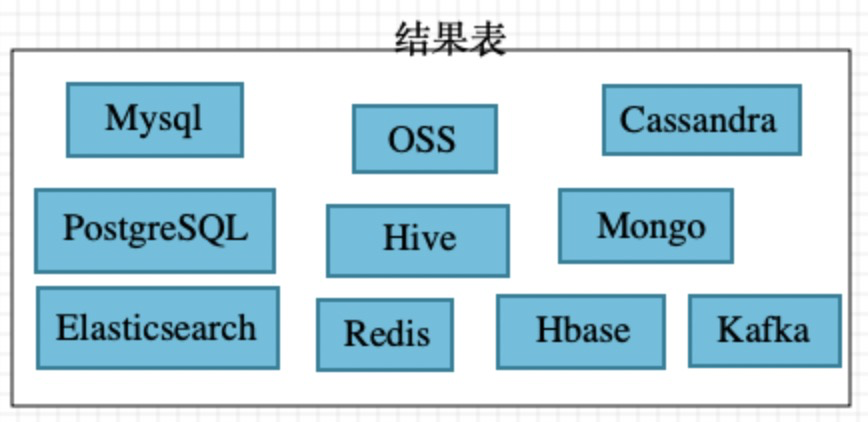 结果表
Mysql
OSS
Cassandra
PostgreSQL
Hive
Mongo
Elasticsearch
Redis
Hbase
Kafka